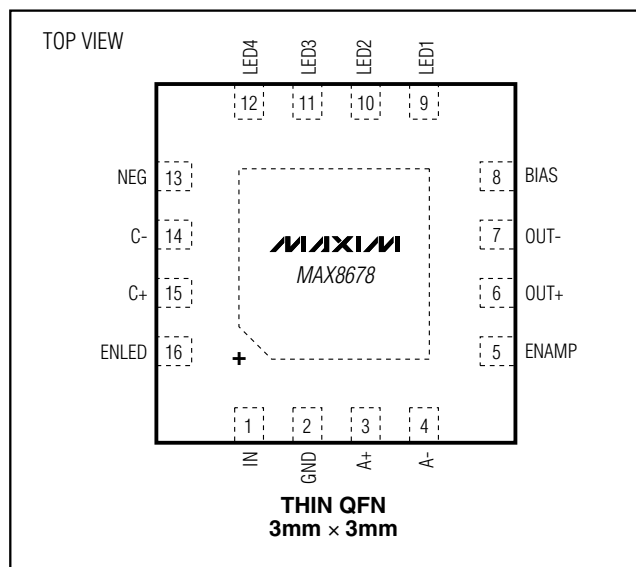 TOP VIEW
LED4
LED3
LED2
LED1
12
11
10
9
NEG 13
8 BIAS
C- 14
7 OUT-
MAXIM
MAX8678
C+ 15
6 OUT+
ENLED 16
5 ENAMP
+
1
2
3
4
IN
GND
A+
A-
THIN QFN
3mm × 3mm